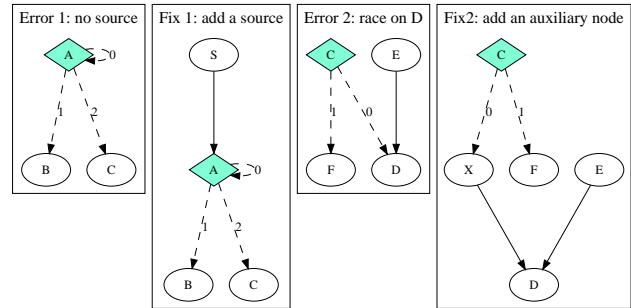 Error 1: no source
A
0
1
2
B
C
Fix 1: add a source
S
A
0
1
2
B
C
Error 2: race on D
C
E
1
0
F
D
Fix2: add an auxiliary node
C
0
1
X
F
E
D